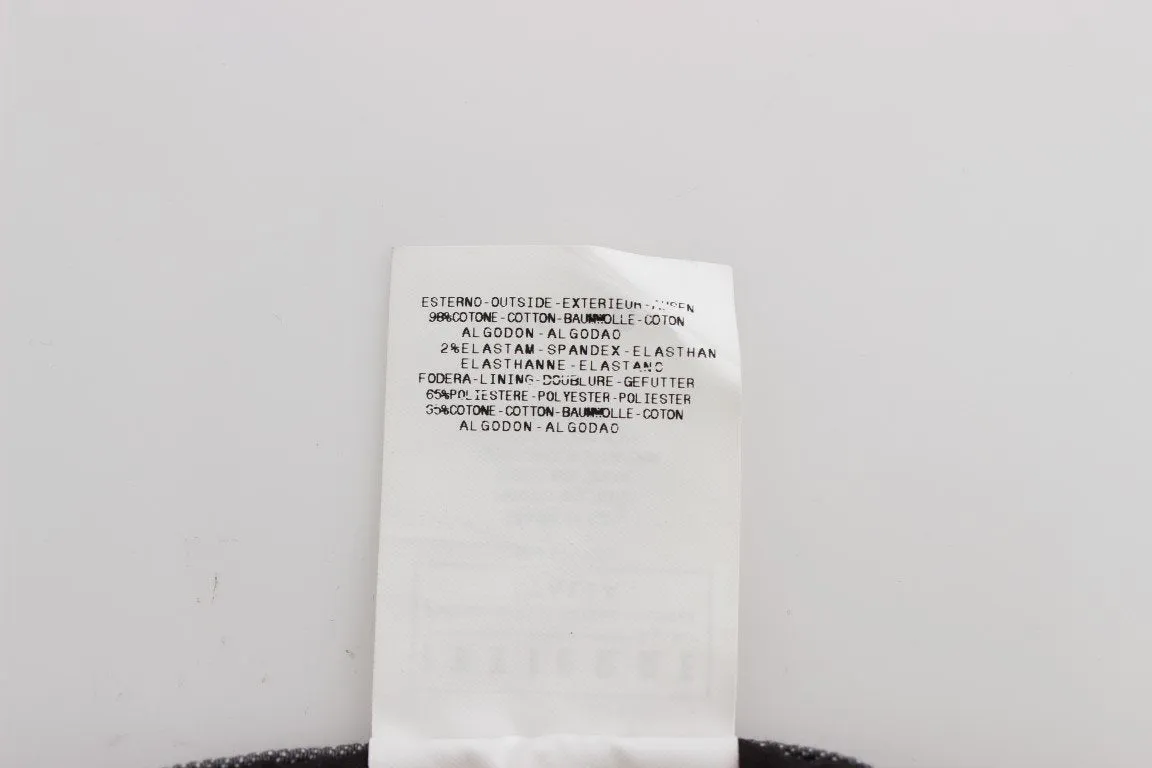 ESTERNO-OUTSIDE-EXTERIEUR-AUSEN
98%COTONE-COTTON-BAUMWOLLE-COTON
ALGODON-ALGODAO
2%ELASTAM-SPANDEX-ELASTHAN
ELASTHANNE-ELASTANO
FODERA-LINING-DOUBLURE-GEFUTTER
65%POLIESTERE-POLYESTER-POLIESTER
35%COTONE-COTTON-BAUMWOLLE-COTON
ALGODON-ALGODAO